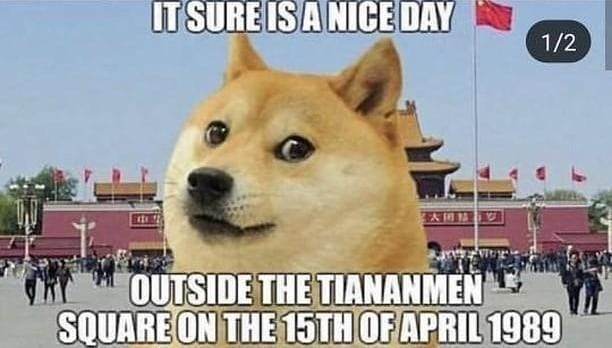 IT SURE IS A NICE DAY
1/2
OUTSIDE THE TIANANMEN
SQUARE ON THE 15TH OF APRIL 1989